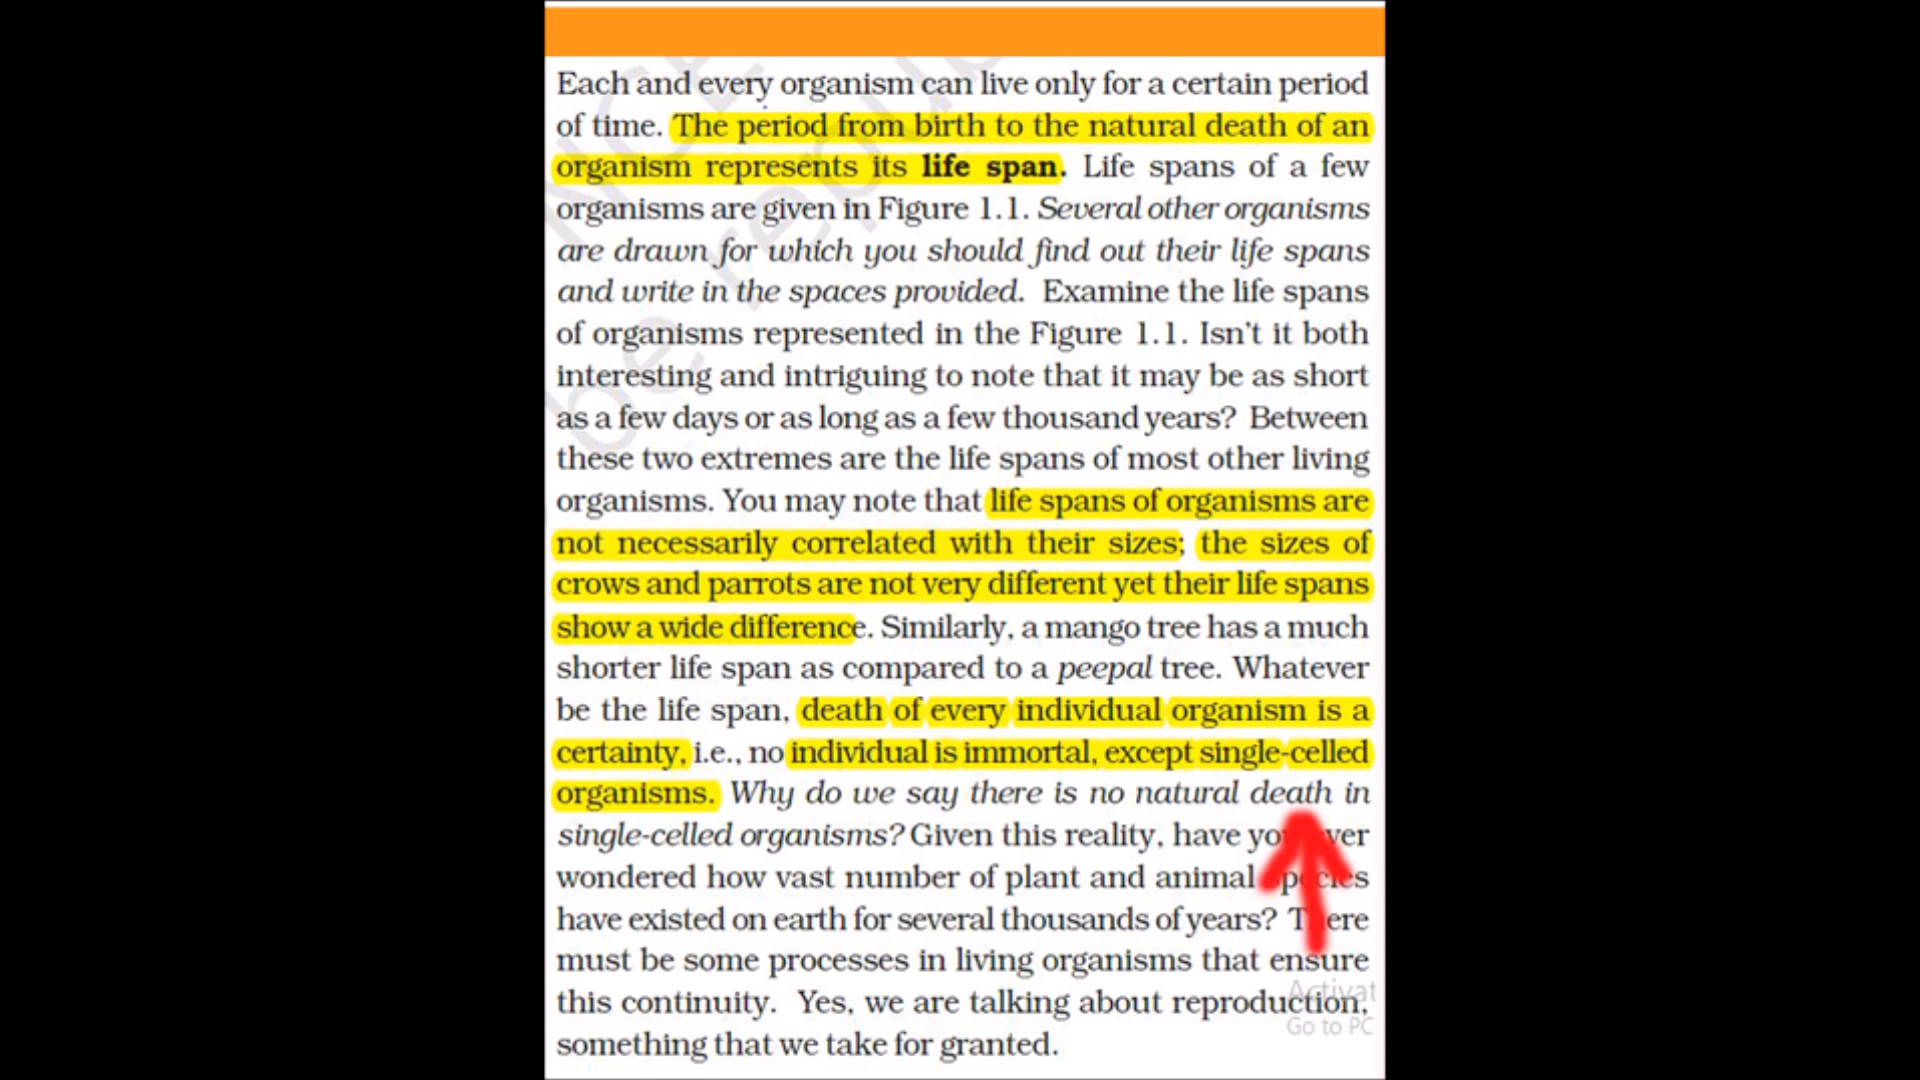 Each and every organism can live only for a certain period
of time. The period from birth to the natural death of an
organism represents its life span. Life spans of a few
organisms are given in Figure 1.1. Several other organisms
are drawn for which you should find out their life spans
and write in the spaces provided. Examine the life spans
of organisms represented in the Figure 1.1. Isn't it both
interesting and intriguing to note that it may be as short
as a few days or as long as a few thousand years? Between
these two extremes are the life spans of most other living
organisms. You may note that life spans of organisms are
not necessarily correlated with their sizes; the sizes of
crows and parrots are not very different yet their life spans
show a wide difference. Similarly, a mango tree has a much
shorter life span as compared to a peepal tree. Whatever
be the life span, death of every individual organism is a
certainty, i.e., no individual is immortal, except single-celled
organisms. Why do we say there is no natural death in
single-celled organisms? Given this reality, have you ever
wondered how vast number of plant and animal species
have existed on earth for several thousands of years? There
must be some processes in living organisms that ensure
this continuity. Yes, we are talking about reproduction,
something that we take for granted.
Activat
Go to PC
be repub